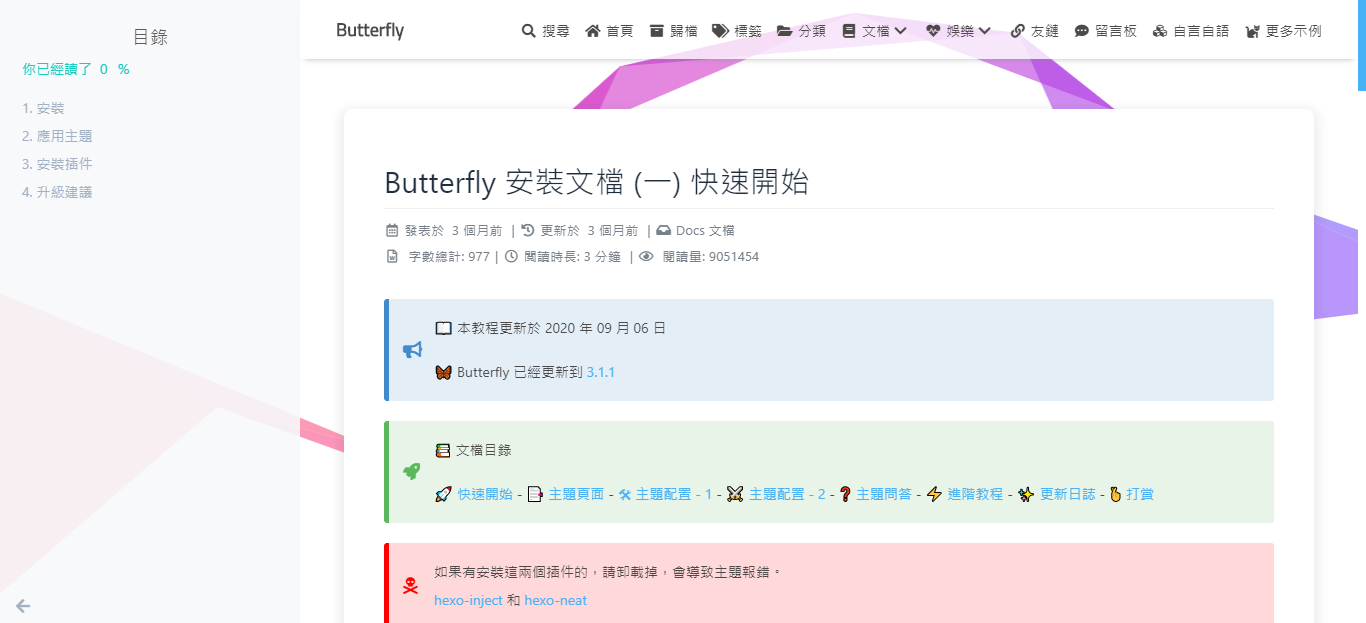 目錄
你已經讀了 0 %
1. 安裝
2. 應用主題
3. 安裝插件
4. 升級建議
Butterfly 搜尋 首頁 歸檔 標籤 分類 文檔 娛樂 友鏈 留言板 自言自語 更多示例
Butterfly 安裝文檔 (一) 快速開始
發表於 3 個月前 | 更新於 3 個月前 | Docs 文檔
字數總計: 977 | 閱讀時長: 3 分鐘 | 閱讀量: 9051454
本教程更新於 2020 年 09 月 06 日
Butterfly 已經更新到 3.1.1
文檔目錄
🚀 快速開始 - 📑 主題頁面 - 🛠 主題配置 - 1 - ⚔️ 主題配置 - 2 - ❓ 主題問答 - ⚡️ 進階教程 - ✨ 更新日誌 - 🫰 打賞
如果有安裝這兩個插件的，請卸載掉，會導致主題報錯。
hexo-inject 和 hexo-neat